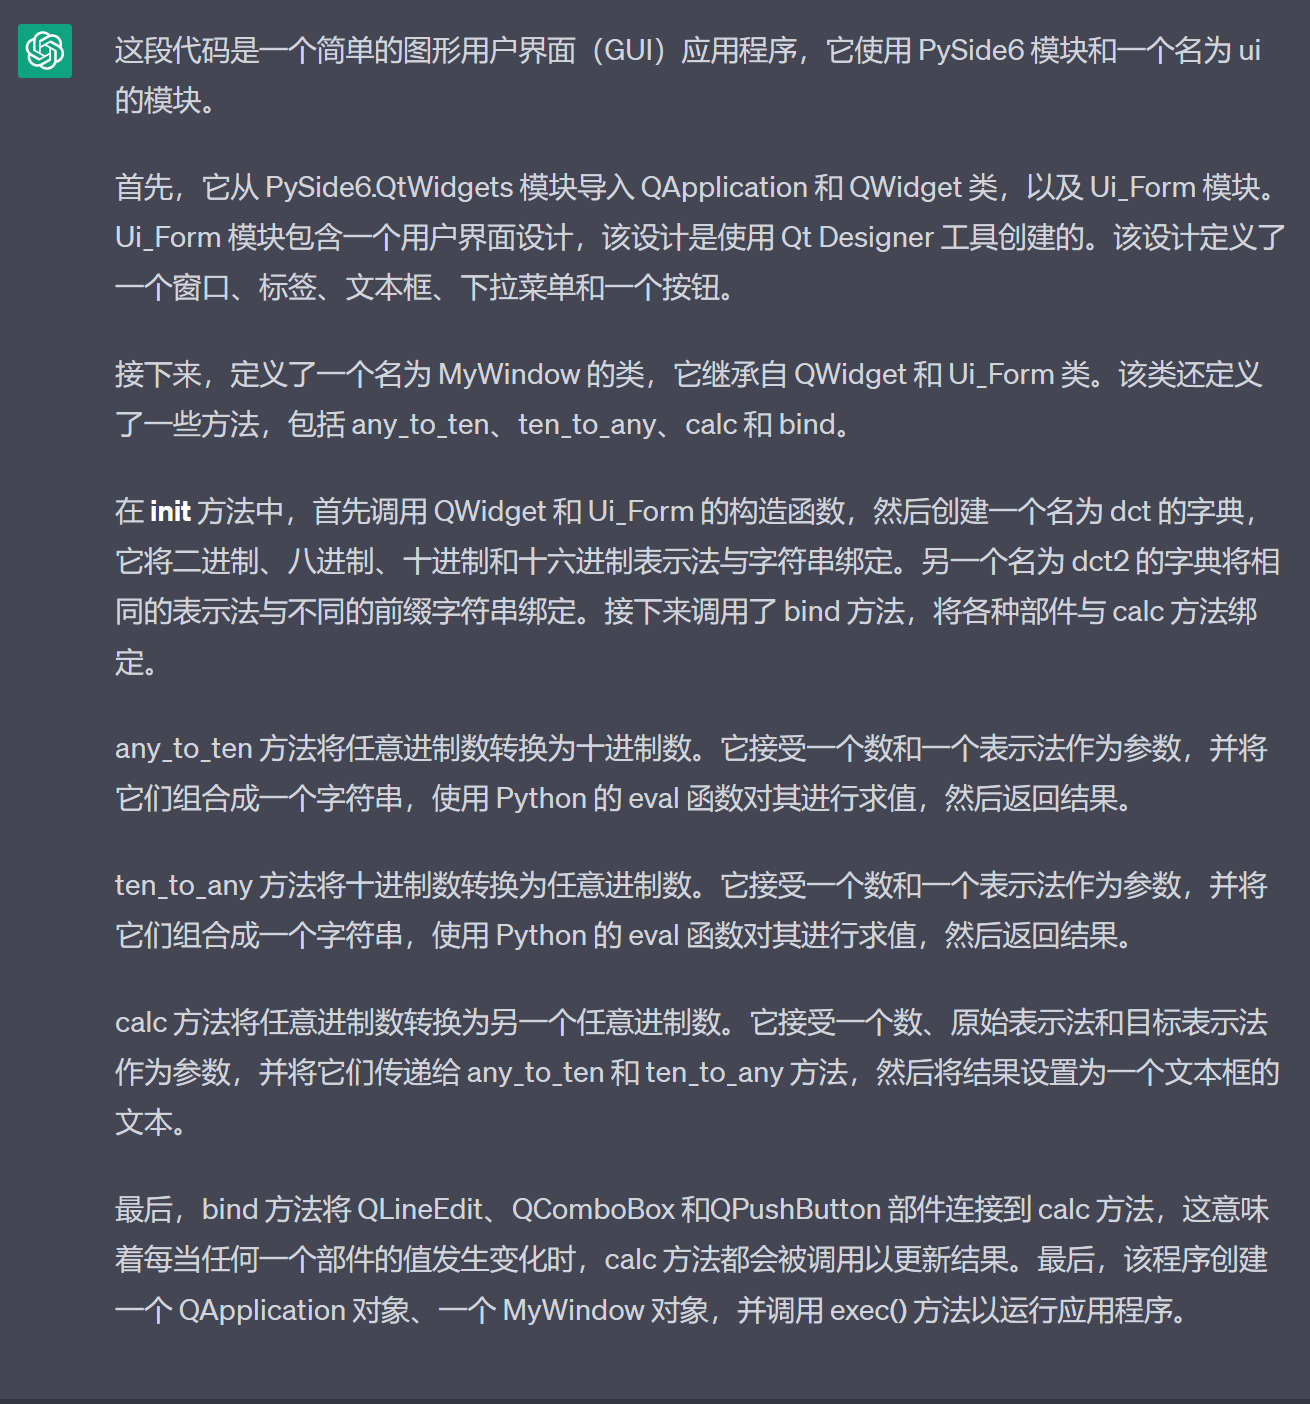 这段代码是一个简单的图形用户界面（GUI）应用程序，它使用 PySide6 模块和一个名为 ui
的模块。
首先，它从 PySide6.QtWidgets 模块导入 QApplication 和 QWidget 类，以及 Ui_Form 模块。
Ui_Form 模块包含一个用户界面设计，该设计是使用 Qt Designer 工具创建的。该设计定义了
一个窗口、标签、文本框、下拉菜单和一个按钮。
接下来，定义了一个名为 MyWindow 的类，它继承自 QWidget 和 Ui_Form 类。该类还定义
了一些方法，包括 any_to_ten、ten_to_any、calc 和 bind。
在 init 方法中，首先调用 QWidget 和 Ui_Form 的构造函数，然后创建一个名为 dct 的字典，
它将二进制、八进制、十进制和十六进制表示法与字符串绑定。另一个名为 dct2 的字典将相
同的表示法与不同的前缀字符串绑定。接下来调用了 bind 方法，将各种部件与 calc 方法绑
定。
any_to_ten 方法将任意进制数转换为十进制数。它接受一个数和一个表示法作为参数，并将
它们组合成一个字符串，使用 Python 的 eval 函数对其进行求值，然后返回结果。
ten_to_any 方法将十进制数转换为任意进制数。它接受一个数和一个表示法作为参数，并将
它们组合成一个字符串，使用 Python 的 eval 函数对其进行求值，然后返回结果。
calc 方法将任意进制数转换为另一个任意进制数。它接受一个数、原始表示法和目标表示法
作为参数，并将它们传递给 any_to_ten 和 ten_to_any 方法，然后将结果设置为一个文本框的
文本。
最后，bind 方法将 QLineEdit、QComboBox 和QPushButton 部件连接到 calc 方法，这意味
着每当任何一个部件的值发生变化时，calc 方法都会被调用以更新结果。最后，该程序创建
一个 QApplication 对象、一个 MyWindow 对象，并调用 exec() 方法以运行应用程序。